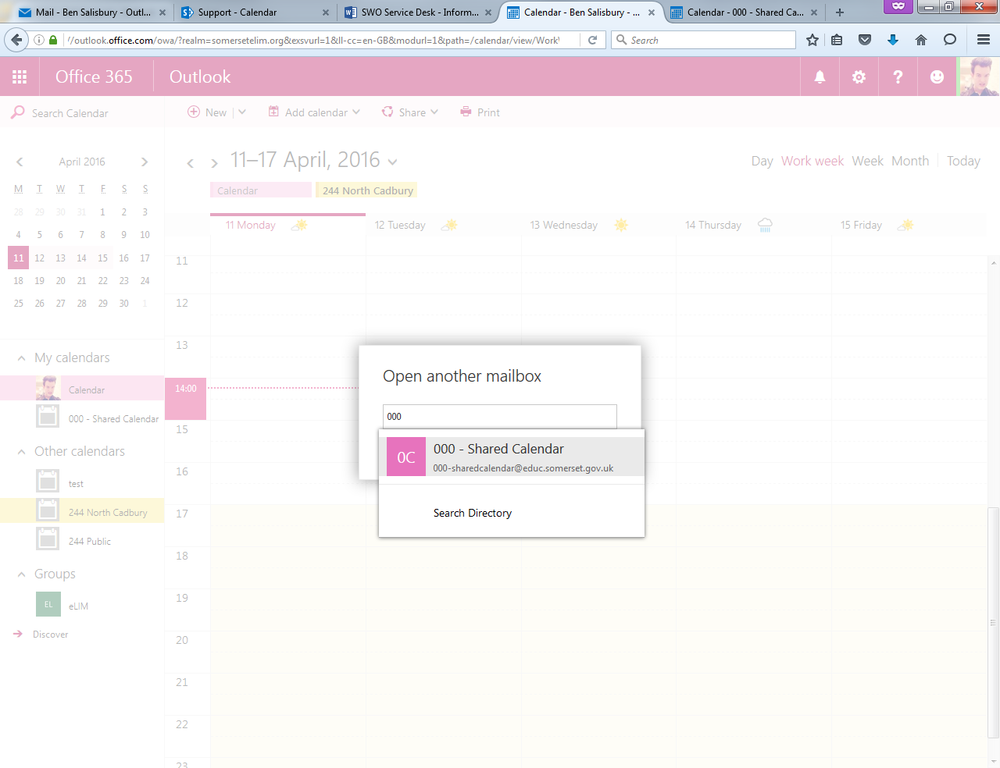 Mail - Ben Salisbury - Outl...
Support - Calendar
SWO Service Desk - Inform...
Calendar - Ben Salisbury - ...
Calendar - 000 - Shared Ca...
//outlook.office.com/owa/?realm=somersetelim.org&exsvurl=1&ll-cc=en-GB&modurl=1&path=/calendar/view/Work'
Search
Office 365
Outlook
Search Calendar
New
Add calendar
Share
Print
April 2016
M T W T F S S
28 29 30 31 1 2 3
4 5 6 7 8 9 10
11 12 13 14 15 16 17
18 19 20 21 22 23 24
25 26 27 28 29 30 1
11–17 April, 2016
Day Work week Week Month Today
Calendar
244 North Cadbury
11 Monday
12 Tuesday
13 Wednesday
14 Thursday
15 Friday
11
12
13
14:00
15
16
17
18
19
20
21
22
23
My calendars
Calendar
000 - Shared Calendar
Other calendars
test
244 North Cadbury
244 Public
Groups
EL
eLIM
Discover
Open another mailbox
000
0C
000 - Shared Calendar
000-sharedcalendar@educ.somerset.gov.uk
Search Directory